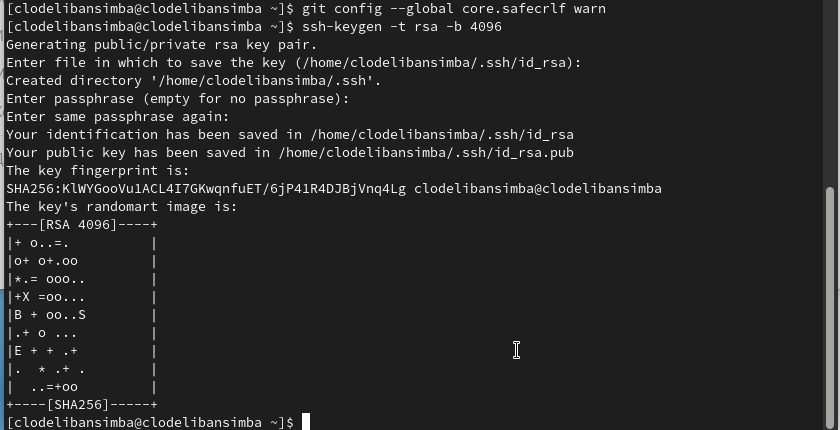 [clodelibansimba@clodelibansimba ~]$ git config --global core.safecrlf warn
[clodelibansimba@clodelibansimba ~]$ ssh-keygen -t rsa -b 4096
Generating public/private rsa key pair.
Enter file in which to save the key (/home/clodelibansimba/.ssh/id_rsa):
Created directory '/home/clodelibansimba/.ssh'.
Enter passphrase (empty for no passphrase):
Enter same passphrase again:
Your identification has been saved in /home/clodelibansimba/.ssh/id_rsa
Your public key has been saved in /home/clodelibansimba/.ssh/id_rsa.pub
The key fingerprint is:
SHA256:KlWYGooVu1ACL4I7GKwqnfuET/6jP41R4DJBjVnq4Lg clodelibansimba@clodelibansimba
The key's randomart image is:
+---[RSA 4096]----+
|+ o..=.          |
|o+ o+.oo         |
|*.= ooo..        |
|+X =oo...        |
|B + oo..S        |
|.+ o ...         |
|E + + .+         |
|.  * .+ .        |
|  ..=+oo         |
+----[SHA256]-----+
[clodelibansimba@clodelibansimba ~]$